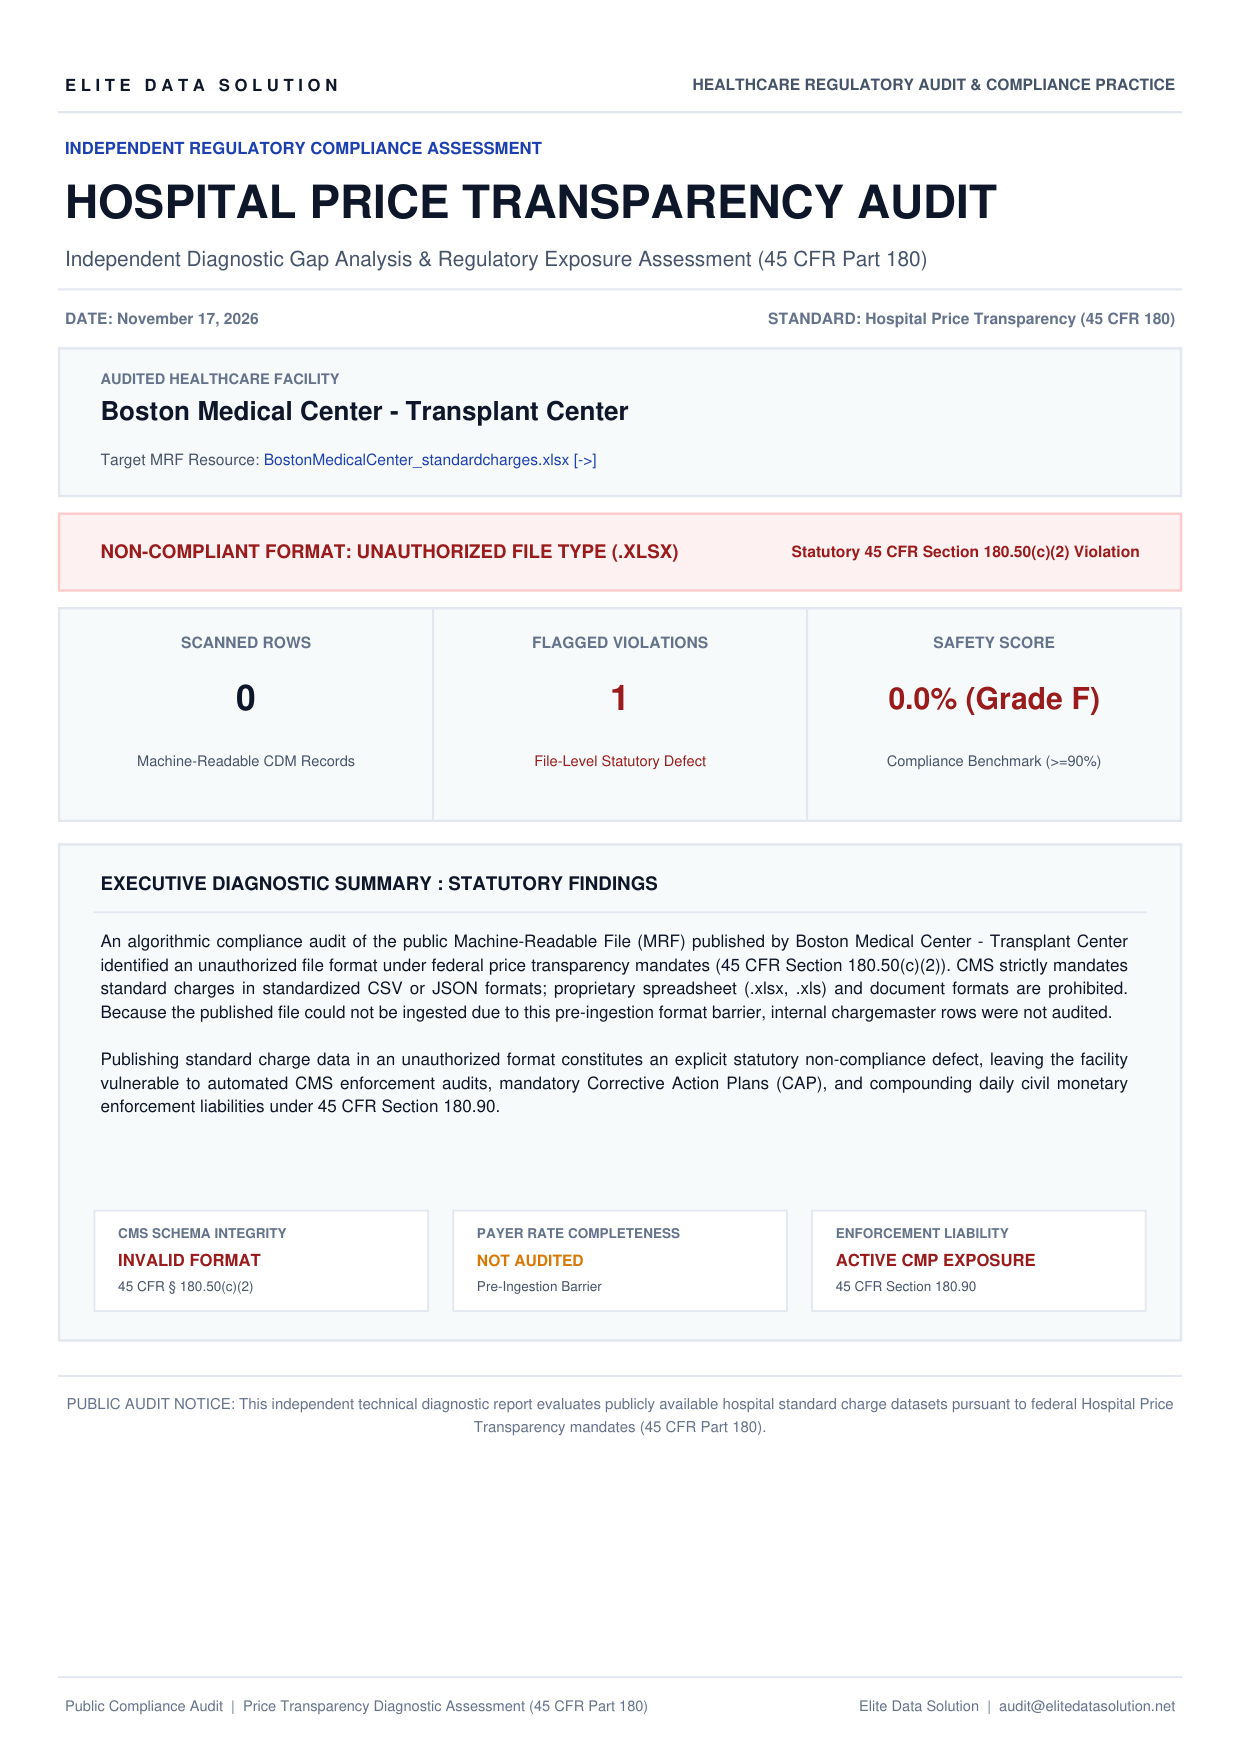 ELITE DATA SOLUTION
HEALTHCARE REGULATORY AUDIT & COMPLIANCE PRACTICE
INDEPENDENT REGULATORY COMPLIANCE ASSESSMENT
HOSPITAL PRICE TRANSPARENCY AUDIT
Independent Diagnostic Gap Analysis & Regulatory Exposure Assessment (45 CFR Part 180)
DATE: November 17, 2026
STANDARD: Hospital Price Transparency (45 CFR 180)
AUDITED HEALTHCARE FACILITY
Boston Medical Center - Transplant Center
Target MRF Resource: BostonMedicalCenter_standardcharges.xlsx [->]
NON-COMPLIANT FORMAT: UNAUTHORIZED FILE TYPE (.XLSX)
Statutory 45 CFR Section 180.50(c)(2) Violation
SCANNED ROWS
0
Machine-Readable CDM Records
FLAGGED VIOLATIONS
1
File-Level Statutory Defect
SAFETY SCORE
0.0% (Grade F)
Compliance Benchmark (>=90%)
EXECUTIVE DIAGNOSTIC SUMMARY : STATUTORY FINDINGS
An algorithmic compliance audit of the public Machine-Readable File (MRF) published by Boston Medical Center - Transplant Center
identified an unauthorized file format under federal price transparency mandates (45 CFR Section 180.50(c)(2)). CMS strictly mandates
standard charges in standardized CSV or JSON formats; proprietary spreadsheet (.xlsx, .xls) and document formats are prohibited.
Because the published file could not be ingested due to this pre-ingestion format barrier, internal chargemaster rows were not audited.
Publishing standard charge data in an unauthorized format constitutes an explicit statutory non-compliance defect, leaving the facility
vulnerable to automated CMS enforcement audits, mandatory Corrective Action Plans (CAP), and compounding daily civil monetary
enforcement liabilities under 45 CFR Section 180.90.
CMS SCHEMA INTEGRITY
INVALID FORMAT
45 CFR § 180.50(c)(2)
PAYER RATE COMPLETENESS
NOT AUDITED
Pre-Ingestion Barrier
ENFORCEMENT LIABILITY
ACTIVE CMP EXPOSURE
45 CFR Section 180.90
PUBLIC AUDIT NOTICE: This independent technical diagnostic report evaluates publicly available hospital standard charge datasets pursuant to federal Hospital Price
Transparency mandates (45 CFR Part 180).
Public Compliance Audit | Price Transparency Diagnostic Assessment (45 CFR Part 180)
Elite Data Solution | audit@elitedatasolution.net